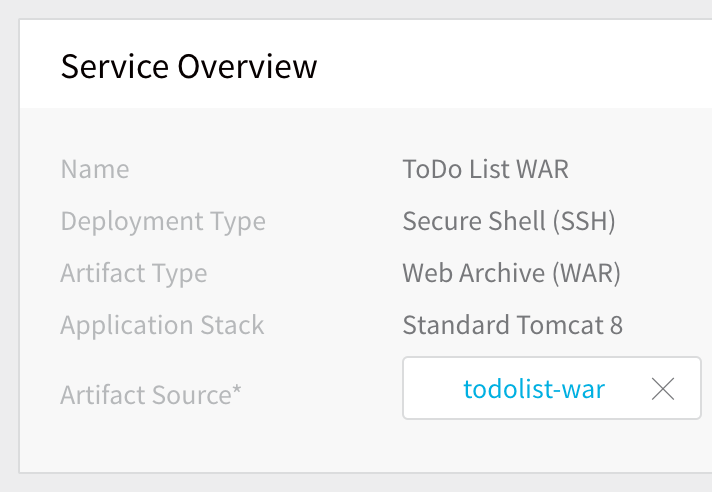 Service Overview
Name ToDo List WAR
Deployment Type Secure Shell (SSH)
Artifact Type Web Archive (WAR)
Application Stack Standard Tomcat 8
Artifact Source* todolist-war